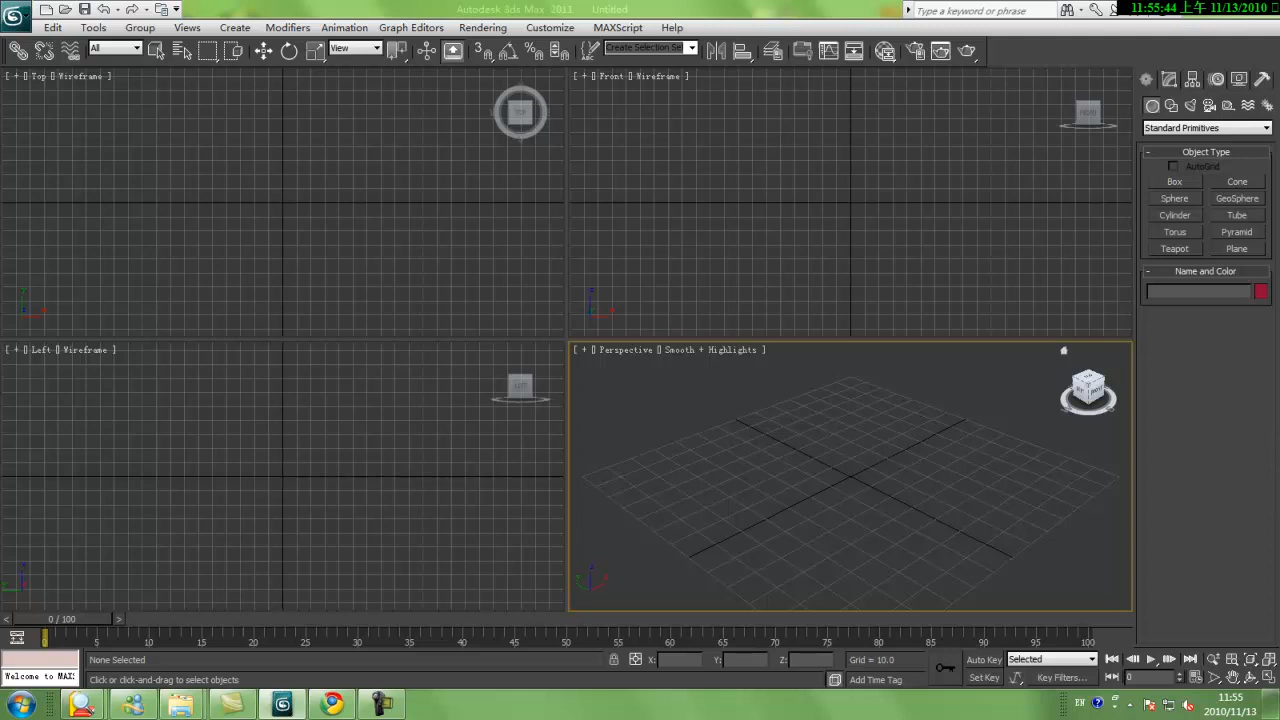 Autodesk 3ds Max 2011 Untitled
Type a keyword or phrase
11:55:44 上午 11/13/2010
Edit Tools Group Views Create Modifiers Animation Graph Editors Rendering Customize MAXScript Help
All
View
Create Selection Sel
[ + [] Top [] Wireframe ]
[ + [] Front [] Wireframe ]
TOP
Standard Primitives
Object Type
AutoGrid
Box Cone
Sphere GeoSphere
Cylinder Tube
Torus Pyramid
Teapot Plane
Name and Color
[ + [] Left [] Wireframe ]
[ + [] Perspective [] Smooth + Highlights ]
LEFT
0 / 100
0 5 10 15 20 25 30 35 40 45 50 55 60 65 70 75 80 85 90 95 100
None Selected
X: Y: Z:
Grid = 10.0
Auto Key
Selected
Welcome to MAX:
Click or click-and-drag to select objects
Add Time Tag
Set Key
Key Filters...
0
EN
11:55
2010/11/13